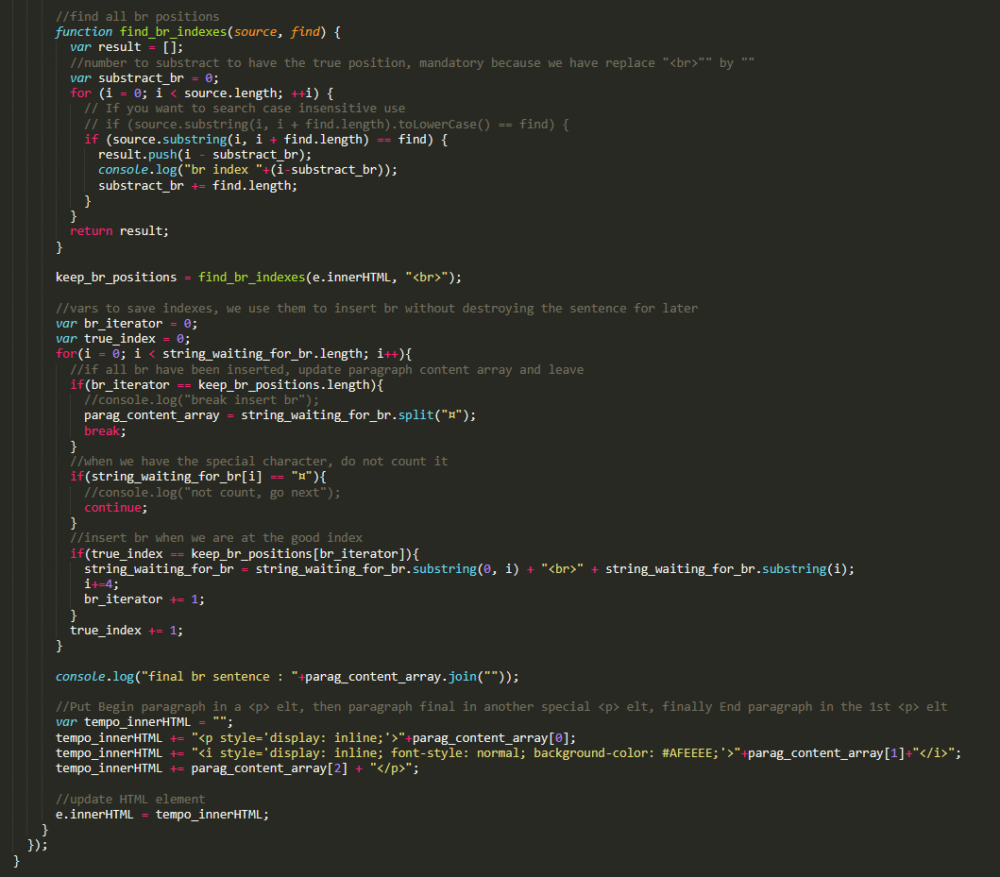 //find all br positions
function find_br_indexes(source, find) {
var result = [];
//number to substract to have the true position, mandatory because we have replace "<br>"" by ""
var substract_br = 0;
for (i = 0; i < source.length; ++i) {
// If you want to search case insensitive use
// if (source.substring(i, i + find.length).toLowerCase() == find) {
if (source.substring(i, i + find.length) == find) {
result.push(i - substract_br);
console.log("br index "+(i-substract_br));
substract_br += find.length;
}
}
return result;
}
keep_br_positions = find_br_indexes(e.innerHTML, "<br>");
//vars to save indexes, we use them to insert br without destroying the sentence for later
var br_iterator = 0;
var true_index = 0;
for(i = 0; i < string_waiting_for_br.length; i++){
//if all br have been inserted, update paragraph content array and leave
if(br_iterator == keep_br_positions.length){
//console.log("break insert br");
parag_content_array = string_waiting_for_br.split("¤");
break;
}
//when we have the special character, do not count it
if(string_waiting_for_br[i] == "¤"){
//console.log("not count, go next");
continue;
}
//insert br when we are at the good index
if(true_index == keep_br_positions[br_iterator]){
string_waiting_for_br = string_waiting_for_br.substring(0, i) + "<br>" + string_waiting_for_br.substring(i);
i+=4;
br_iterator += 1;
}
true_index += 1;
}
console.log("final br sentence : "+parag_content_array.join(""));
//Put Begin paragraph in a <p> elt, then paragraph final in another special <p> elt, finally End paragraph in the 1st <p> elt
var tempo_innerHTML = "";
tempo_innerHTML += "<p style='display: inline;'>"+parag_content_array[0];
tempo_innerHTML += "<i style='display: inline; font-style: normal; background-color: #AFEEEE;'>"+parag_content_array[1]+"</i>";
tempo_innerHTML += parag_content_array[2] + "</p>";
//update HTML element
e.innerHTML = tempo_innerHTML;
}
});
}